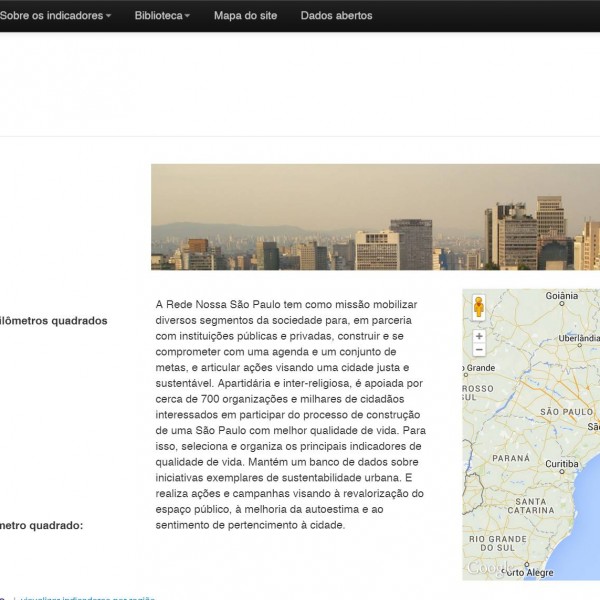 Sobre os indicadores Biblioteca Mapa do site Dados abertos
ilômetros quadrados
A Rede Nossa São Paulo tem como missão mobilizar
diversos segmentos da sociedade para, em parceria
com instituições públicas e privadas, construir e se
comprometer com uma agenda e um conjunto de
metas, e articular ações visando uma cidade justa e
sustentável. Apartidária e inter-religiosa, é apoiada por
cerca de 700 organizações e milhares de cidadãos
interessados em participar do processo de construção
de uma São Paulo com melhor qualidade de vida. Para
isso, seleciona e organiza os principais indicadores de
qualidade de vida. Mantém um banco de dados sobre
iniciativas exemplares de sustentabilidade urbana. E
realiza ações e campanhas visando à revalorização do
espaço público, à melhoria da autoestima e ao
sentimento de pertencimento à cidade.
metro quadrado:
Goiânia
Uberlândia
o Grande
ROSSO
SUL
SÃO PAULO
São
PARANÁ
Curitiba
SANTA
CATARINA
RIO GRANDE
DO SUL
Google
Porto Alegre
visualizar indicadores por região